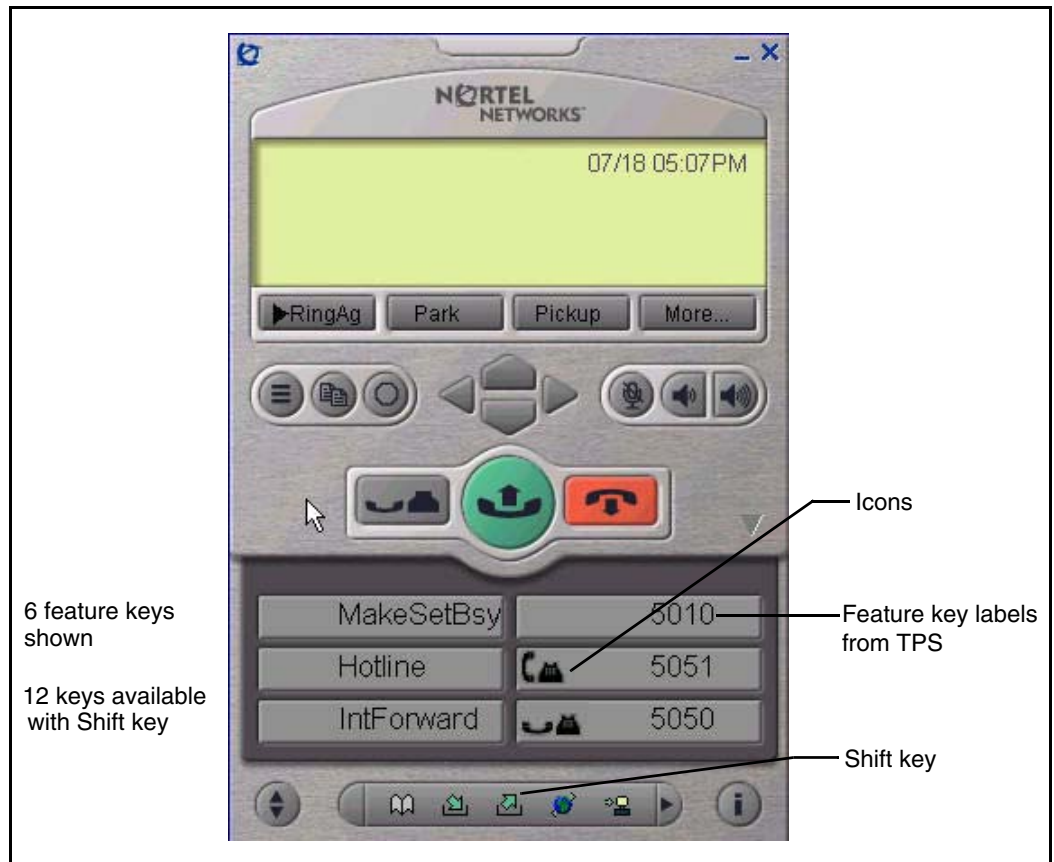 NORTEL
NETWORKS
07/18 05:07PM
▶RingAg Park Pickup More...
Icons
6 feature keys
shown
12 keys available
with Shift key
MakeSetBsy 5010
Hotline 5051
IntForward 5050
Feature key labels
from TPS
Shift key
i